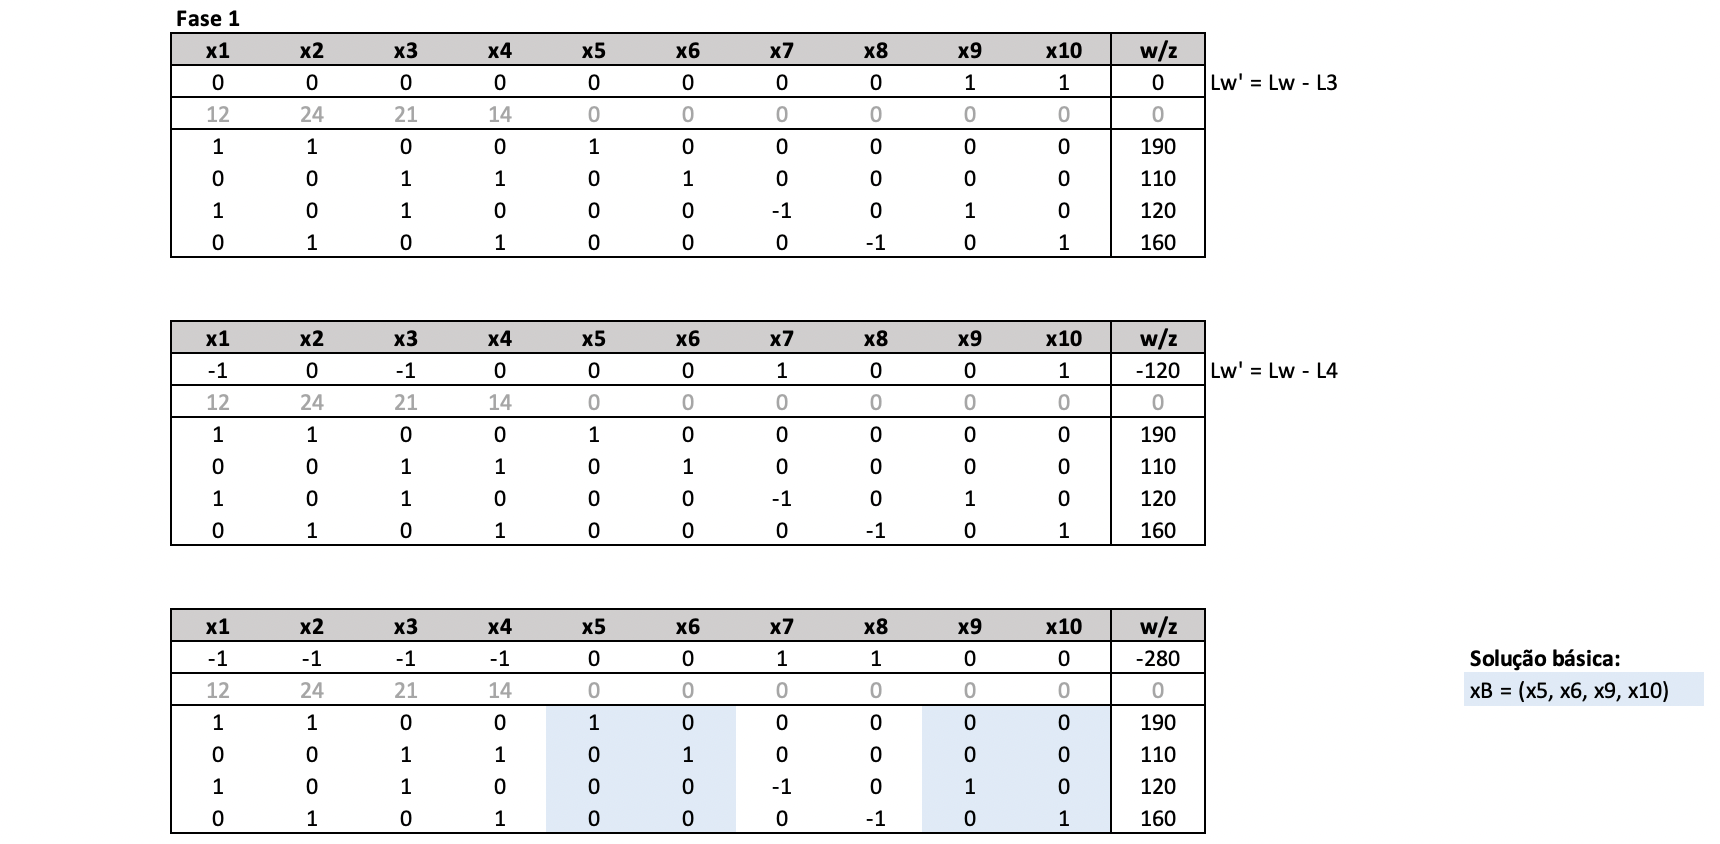 Fase 1
x1 x2 x3 x4 x5 x6 x7 x8 x9 x10 w/z
0 0 0 0 0 0 0 0 1 1 0 Lw' = Lw - L3
12 24 21 14 0 0 0 0 0 0 0
1 1 0 0 1 0 0 0 0 0 190
0 0 1 1 0 1 0 0 0 0 110
1 0 1 0 0 0 -1 0 1 0 120
0 1 0 1 0 0 0 -1 0 1 160
x1 x2 x3 x4 x5 x6 x7 x8 x9 x10 w/z
-1 0 -1 0 0 0 1 0 0 1 -120 Lw' = Lw - L4
12 24 21 14 0 0 0 0 0 0 0
1 1 0 0 1 0 0 0 0 0 190
0 0 1 1 0 1 0 0 0 0 110
1 0 1 0 0 0 -1 0 1 0 120
0 1 0 1 0 0 0 -1 0 1 160
x1 x2 x3 x4 x5 x6 x7 x8 x9 x10 w/z
-1 -1 -1 -1 0 0 1 1 0 0 -280 Solução básica:
12 24 21 14 0 0 0 0 0 0 0 xB = (x5, x6, x9, x10)
1 1 0 0 1 0 0 0 0 0 190
0 0 1 1 0 1 0 0 0 0 110
1 0 1 0 0 0 -1 0 1 0 120
0 1 0 1 0 0 0 -1 0 1 160